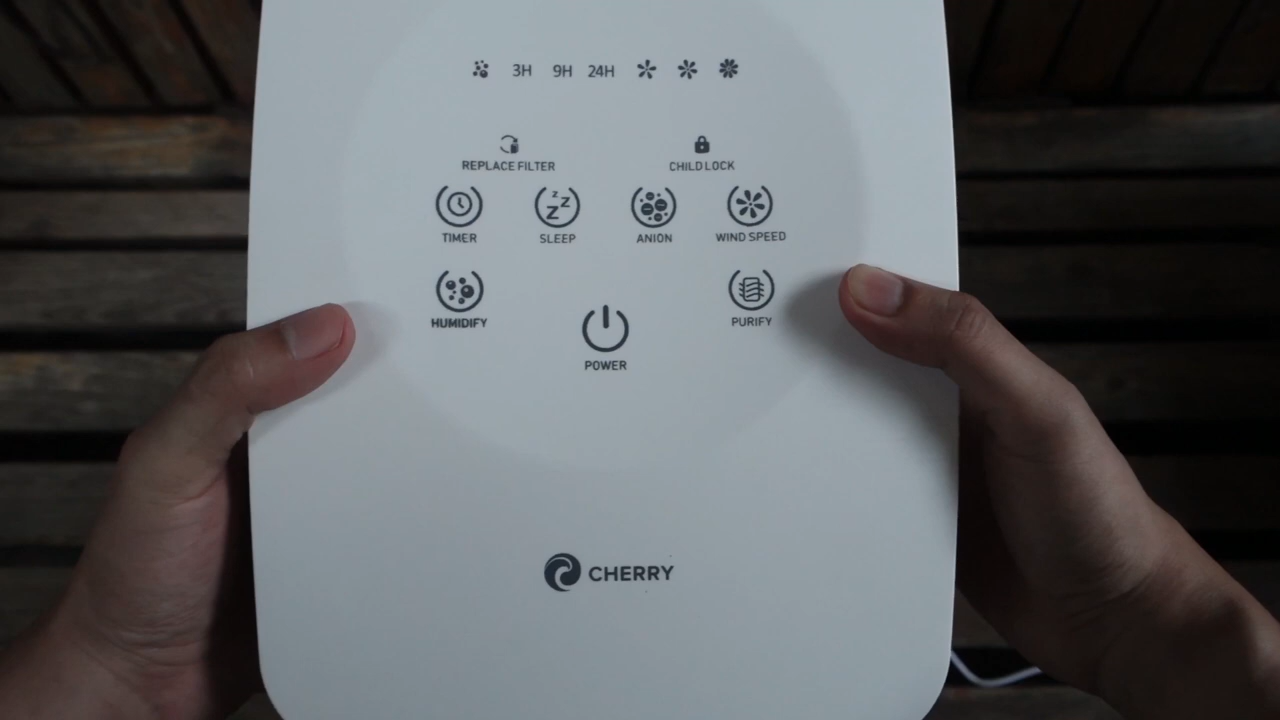 3H 9H 24H
REPLACE FILTER CHILD LOCK
TIMER SLEEP ANION WIND SPEED
HUMIDIFY PURIFY
POWER
CHERRY